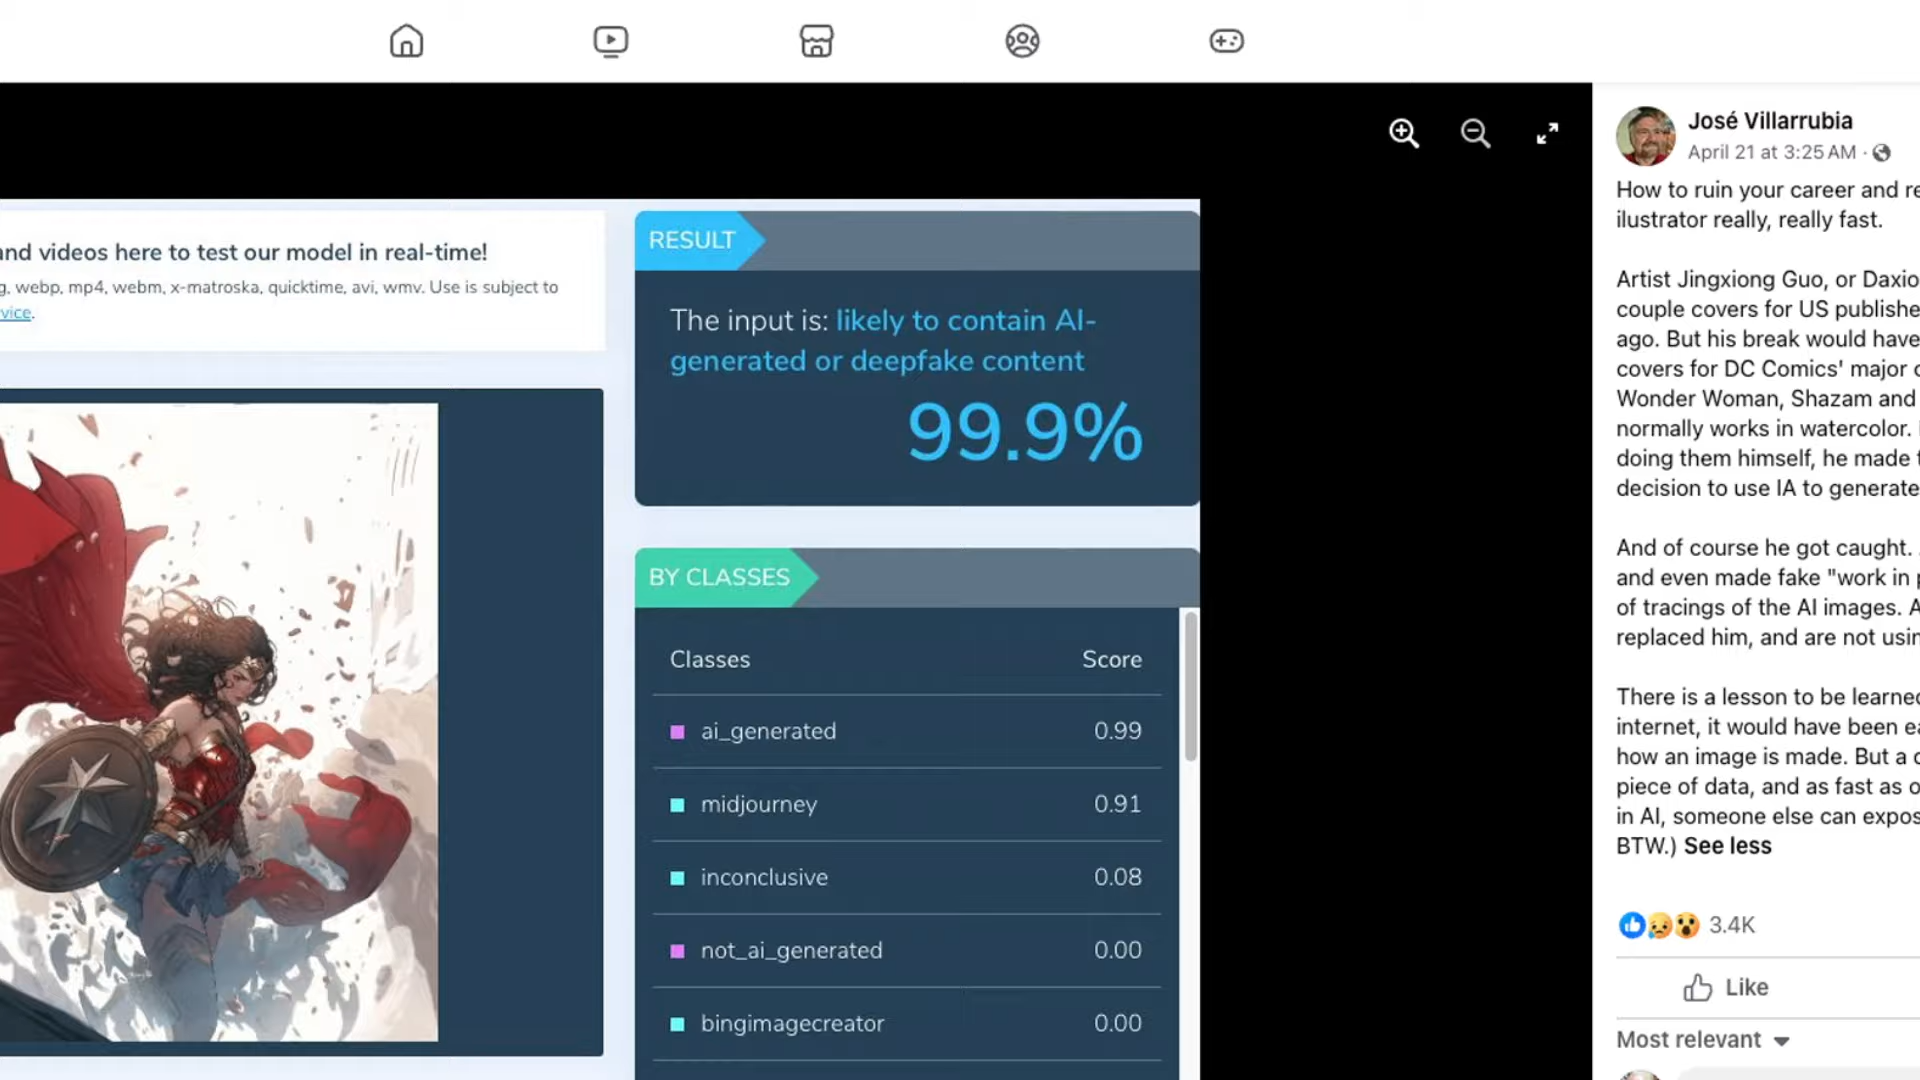 and videos here to test our model in real-time!
webp, mp4, webm, x-matroska, quicktime, avi, wmv. Use is subject to
vice.
RESULT
The input is: likely to contain AI-
generated or deepfake content
99.9%
BY CLASSES
Classes Score
ai_generated 0.99
midjourney 0.91
inconclusive 0.08
not_ai_generated 0.00
bingimagecreator 0.00
José Villarrubia
April 21 at 3:25 AM ·
How to ruin your career and re
ilustrator really, really fast.
Artist Jingxiong Guo, or Daxio
couple covers for US publishe
ago. But his break would have
covers for DC Comics' major c
Wonder Woman, Shazam and
normally works in watercolor.
doing them himself, he made t
decision to use IA to generate
And of course he got caught.
and even made fake "work in p
of tracings of the AI images. A
replaced him, and are not usin
There is a lesson to be learned
internet, it would have been ea
how an image is made. But a c
piece of data, and as fast as o
in AI, someone else can expos
BTW.) See less
3.4K
Like
Most relevant